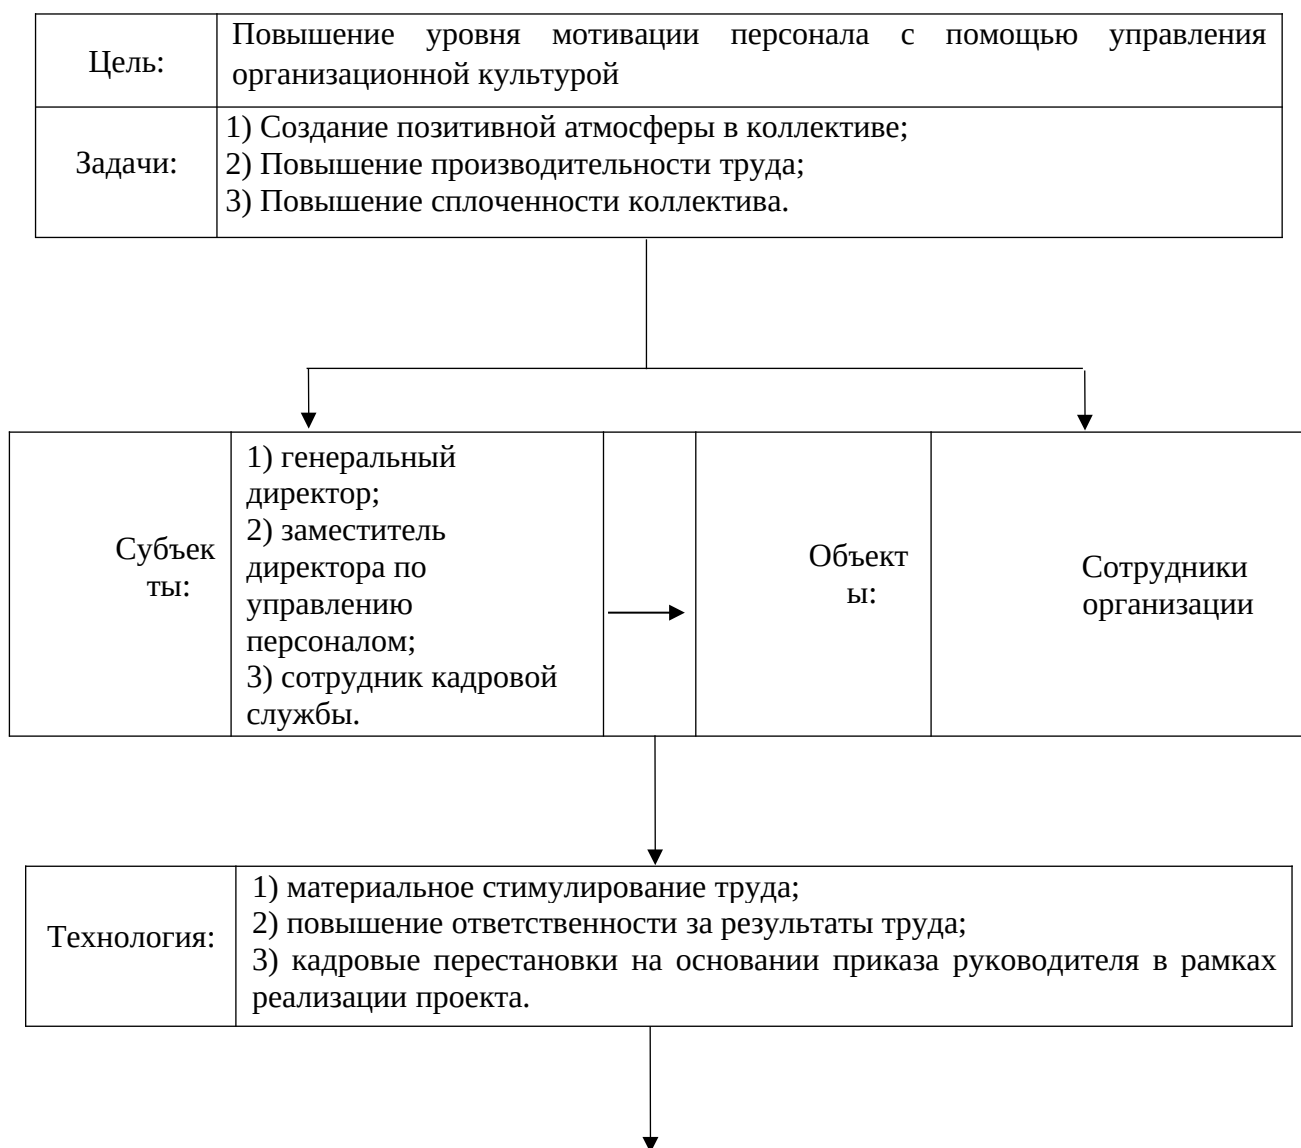 Цель:
Повышение уровня мотивации персонала с помощью управления
организационной культурой
Задачи:
1) Создание позитивной атмосферы в коллективе;
2) Повышение производительности труда;
3) Повышение сплоченности коллектива.
Субъек
ты:
1) генеральный
директор;
2) заместитель
директора по
управлению
персоналом;
3) сотрудник кадровой
службы.
Объект
ы:
Сотрудники
организации
Технология:
1) материальное стимулирование труда;
2) повышение ответственности за результаты труда;
3) кадровые перестановки на основании приказа руководителя в рамках
реализации проекта.